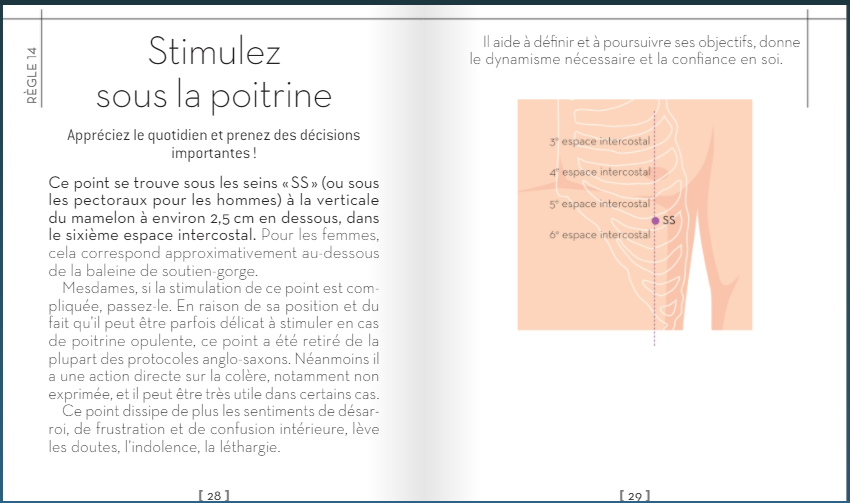 RÈGLE 14
Stimulez
sous la poitrine
Appréciez le quotidien et prenez des décisions
importantes !
Ce point se trouve sous les seins « SS » (ou sous
les pectoraux pour les hommes) à la verticale
du mamelon à environ 2,5 cm en dessous, dans
le sixième espace intercostal. Pour les femmes,
cela correspond approximativement au-dessous
de la baleine de soutien-gorge.
Mesdames, si la stimulation de ce point est com-
pliquée, passez-le. En raison de sa position et du
fait qu'il peut être parfois délicat à stimuler en cas
de poitrine opulente, ce point a été retiré de la
plupart des protocoles anglo-saxons. Néanmoins il
a une action directe sur la colère, notamment non
exprimée, et il peut être très utile dans certains cas.
Ce point dissipe de plus les sentiments de désar-
roi, de frustration et de confusion intérieure, lève
les doutes, l'indolence, la léthargie.
[ 28 ]
Il aide à définir et à poursuivre ses objectifs, donne
le dynamisme nécessaire et la confiance en soi.
3e espace intercostal
4e espace intercostal
5e espace intercostal
SS
6e espace intercostal
[ 29 ]